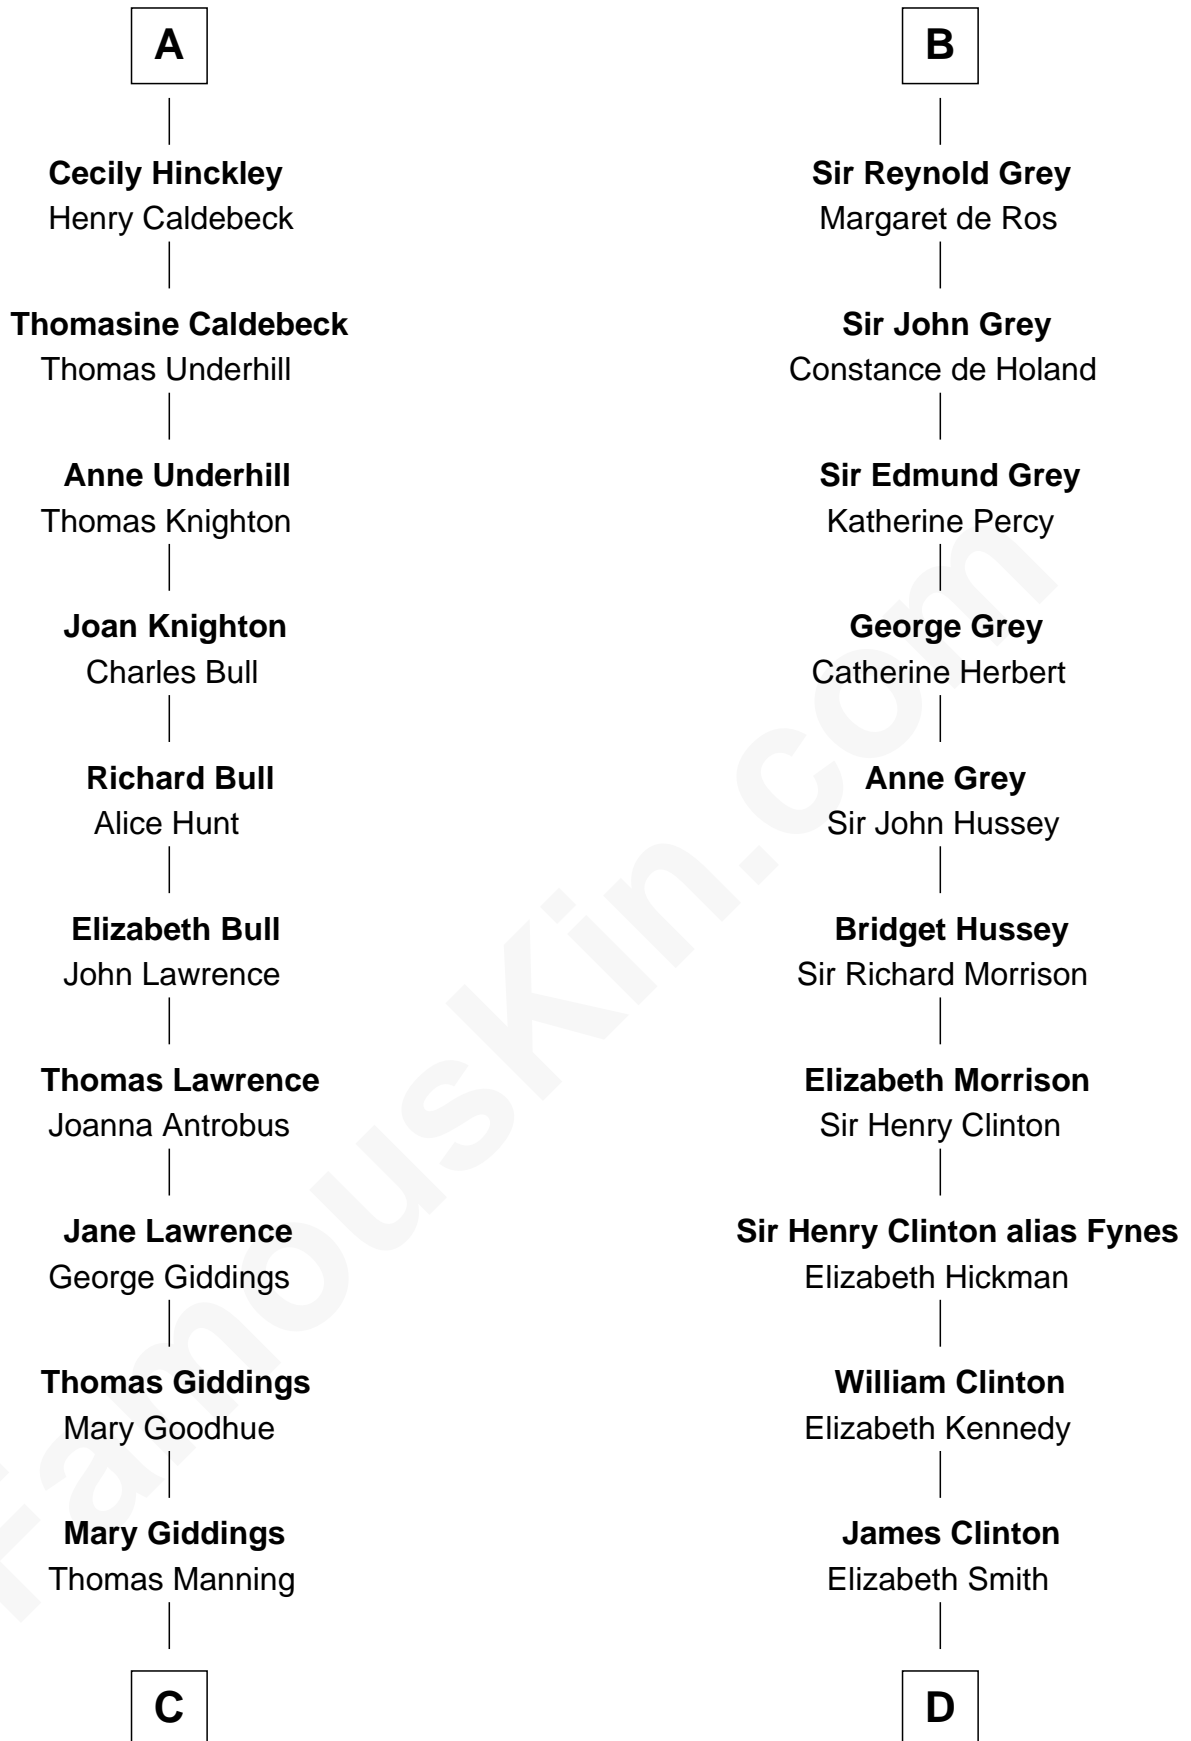 A
Cecily Hinckley
Henry Caldebeck
Thomasine Caldebeck
Thomas Underhill
Anne Underhill
Thomas Knighton
Joan Knighton
Charles Bull
Richard Bull
Alice Hunt
Elizabeth Bull
John Lawrence
Thomas Lawrence
Joanna Antrobus
Jane Lawrence
George Giddings
Thomas Giddings
Mary Goodhue
Mary Giddings
Thomas Manning
C
B
Sir Reynold Grey
Margaret de Ros
Sir John Grey
Constance de Holand
Sir Edmund Grey
Katherine Percy
George Grey
Catherine Herbert
Anne Grey
Sir John Hussey
Bridget Hussey
Sir Richard Morrison
Elizabeth Morrison
Sir Henry Clinton
Sir Henry Clinton alias Fynes
Elizabeth Hickman
William Clinton
Elizabeth Kennedy
James Clinton
Elizabeth Smith
D
FamousKin.com